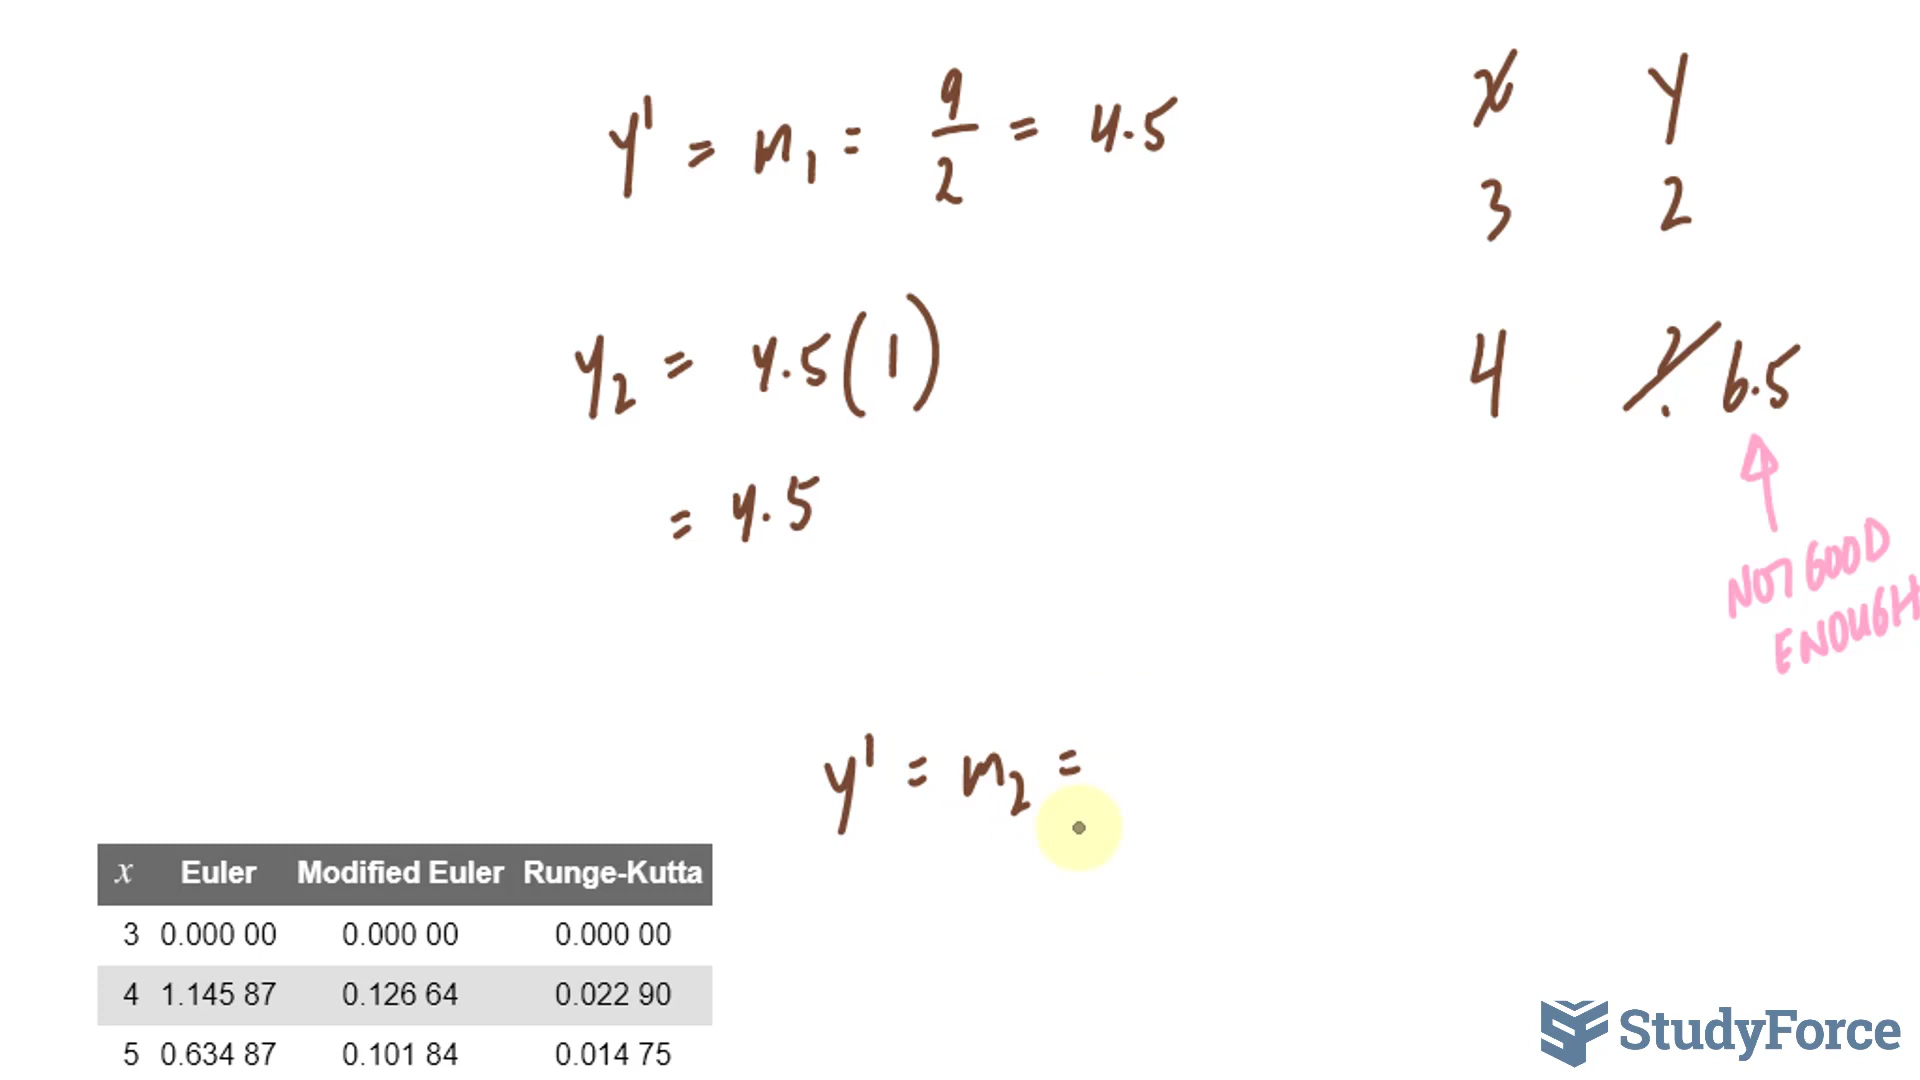 y' = m₁ = 9/2 = 4.5
x y
3 2
y₂ = 4.5(1)
4 ? 6.5
= 4.5
NOT GOOD
ENOUGH
y' = m₂ =
x Euler Modified Euler Runge-Kutta
3 0.000 00 0.000 00 0.000 00
4 1.145 87 0.126 64 0.022 90
5 0.634 87 0.101 84 0.014 75
StudyForce